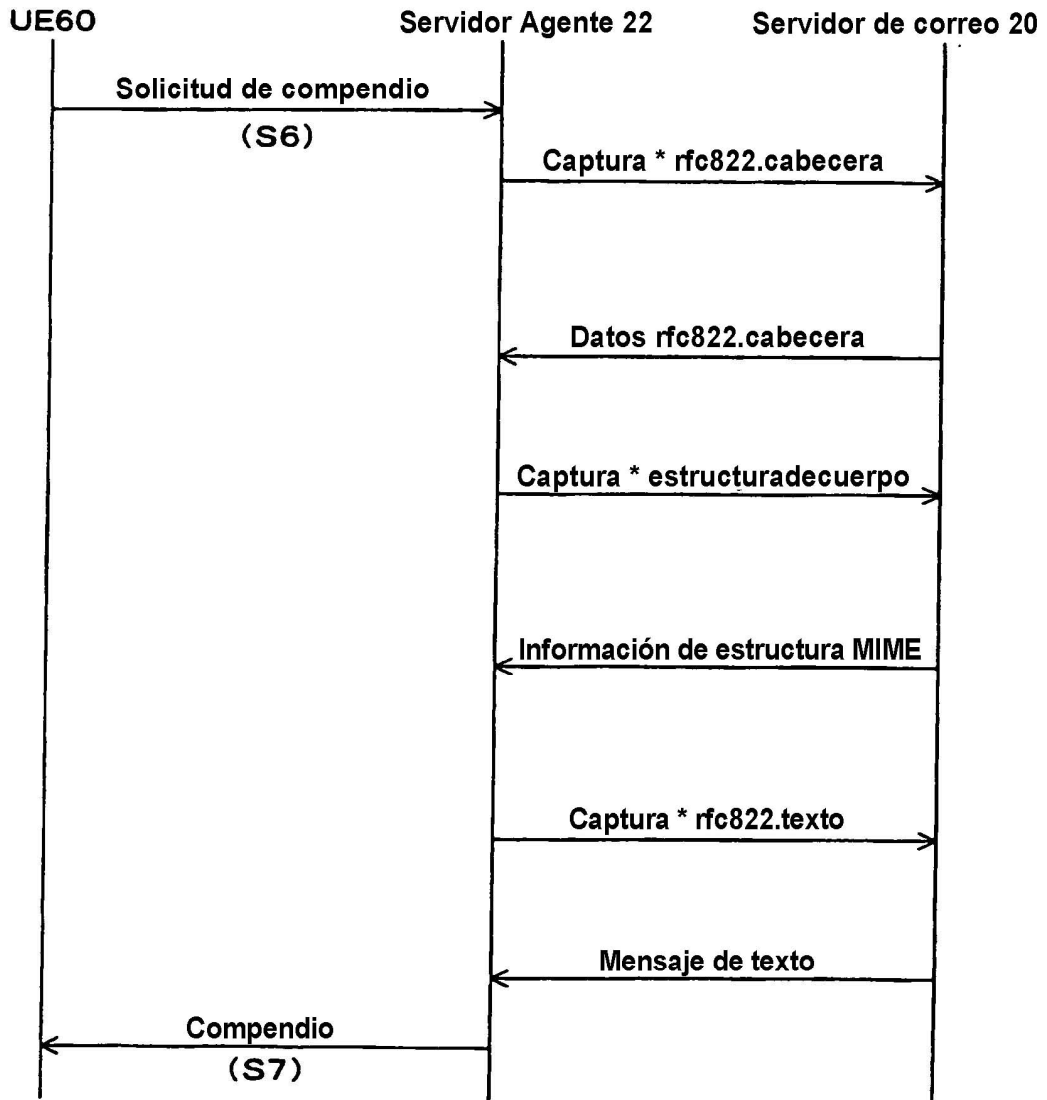 UE60
Servidor Agente 22
Servidor de correo 20
Solicitud de compendio
(S6)
Captura * rfc822.cabecera
Datos rfc822.cabecera
Captura * estructuradecuerpo
Información de estructura MIME
Captura * rfc822.texto
Mensaje de texto
Compendio
(S7)